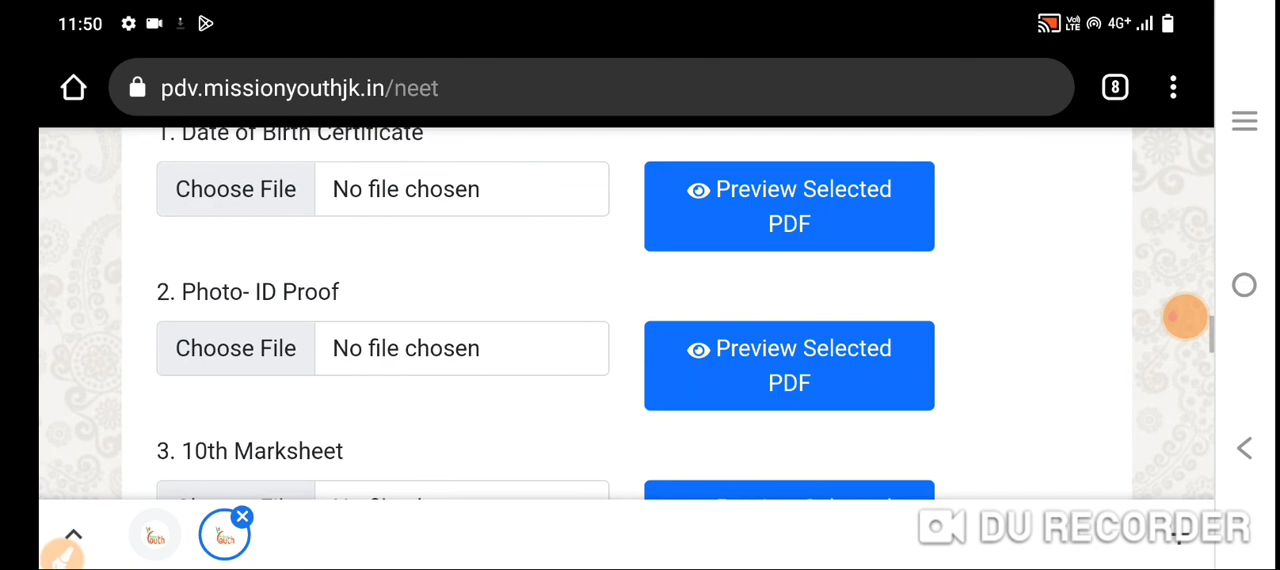 11:50
Vo) LTE 4G+
pdv.missionyouthjk.in/neet
8
1. Date of Birth Certificate
Choose File No file chosen
Preview Selected PDF
2. Photo- ID Proof
Choose File No file chosen
Preview Selected PDF
3. 10th Marksheet
DU RECORDER